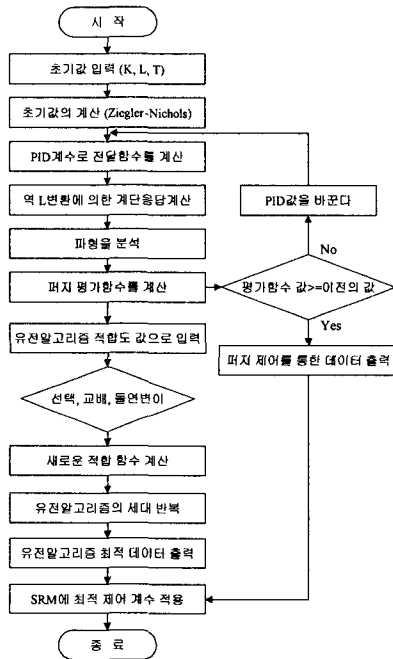 시 작
초기값 입력 (K, L, T)
초기값의 계산 (Ziegler-Nichols)
PID계수로 전달함수를 계산
역 L변환에 의한 계단응답계산
파형을 분석
퍼지 평가함수를 계산
유전알고리즘 적합도 값으로 입력
선택, 교배, 돌연변이
새로운 적합 함수 계산
유전알고리즘의 세대 반복
유전알고리즘 최적 데이터 출력
SRM에 최적 제어 계수 적용
종 료
PID값을 바꾼다
No
평가함수 값>=이전의 값
Yes
퍼지 제어를 통한 데이터 출력